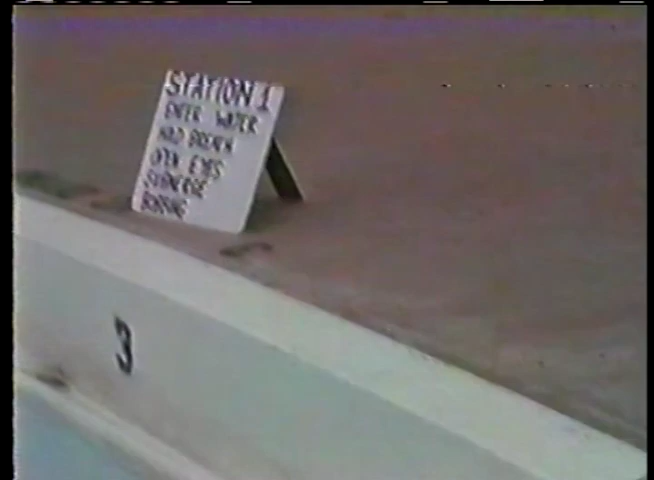 STATION 1
ENTER WATER
HOLD BREATH
OPEN EYES
SUBMERGE
BOBBING
3